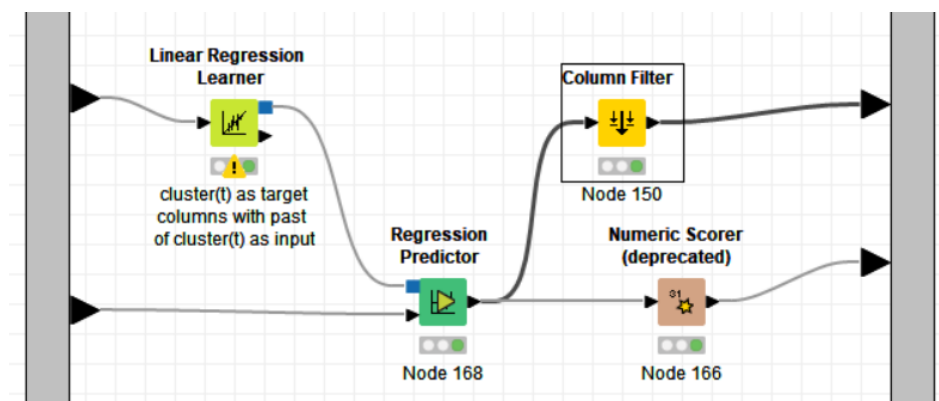 Linear Regression
Learner
cluster(t) as target
columns with past
of cluster(t) as input
Column Filter
Node 150
Regression
Predictor
Node 168
Numeric Scorer
(deprecated)
Node 166